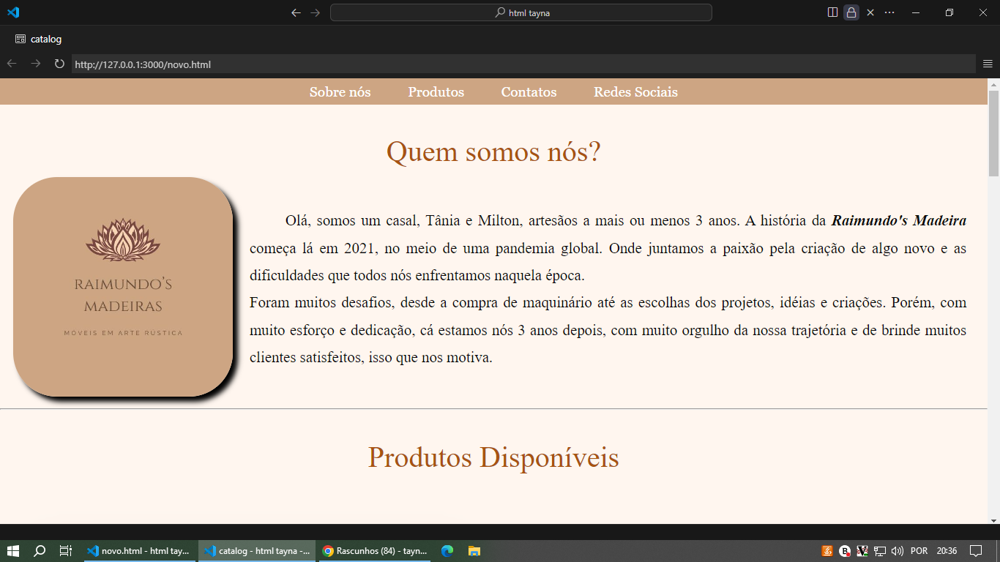 html tayna
catalog
http://127.0.0.1:3000/novo.html
Sobre nós Produtos Contatos Redes Sociais
Quem somos nós?
RAIMUNDO'S
MADEIRAS
MÓVEIS EM ARTE RÚSTICA
Olá, somos um casal, Tânia e Milton, artesãos a mais ou menos 3 anos. A história da Raimundo's Madeira
começa lá em 2021, no meio de uma pandemia global. Onde juntamos a paixão pela criação de algo novo e as
dificuldades que todos nós enfrentamos naquela época.
Foram muitos desafios, desde a compra de maquinário até as escolhas dos projetos, idéias e criações. Porém, com
muito esforço e dedicação, cá estamos nós 3 anos depois, com muito orgulho da nossa trajetória e de brinde muitos
clientes satisfeitos, isso que nos motiva.
Produtos Disponíveis
novo.html - html tay... catalog - html tayna -... Rascunhos (84) - tayn... POR 20:36